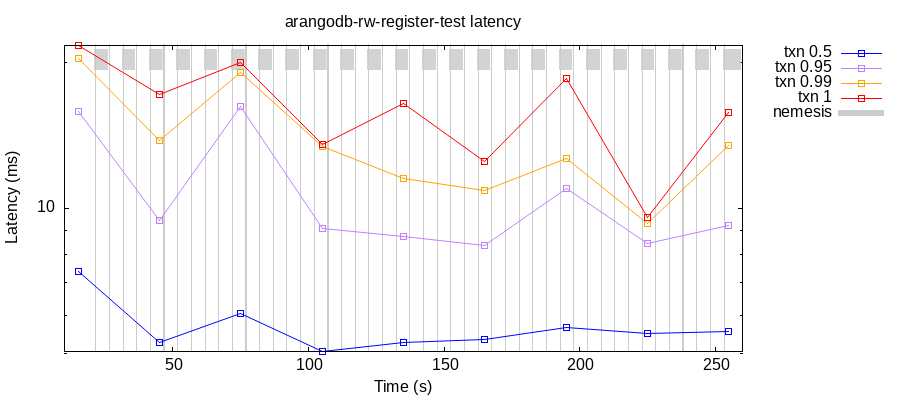 arangodb-rw-register-test latency
txn 0.5
txn 0.95
txn 0.99
txn 1
nemesis
Latency (ms)
10
50
100
150
200
250
Time (s)